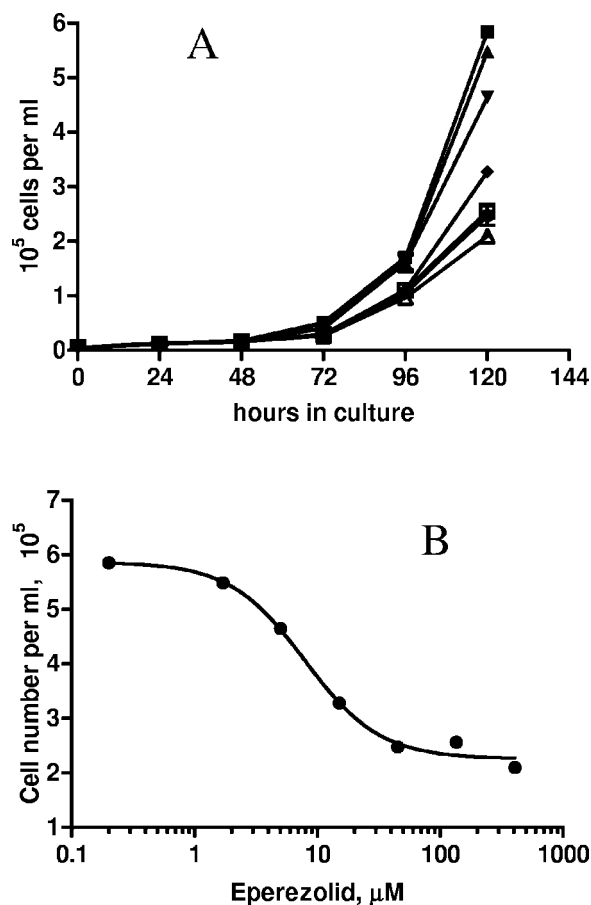 A
10⁵ cells per ml
6
5
4
3
2
1
0
0 24 48 72 96 120 144
hours in culture
B
Cell number per ml, 10⁵
7
6
5
4
3
2
1
0.1 1 10 100 1000
Eperezolid, μM